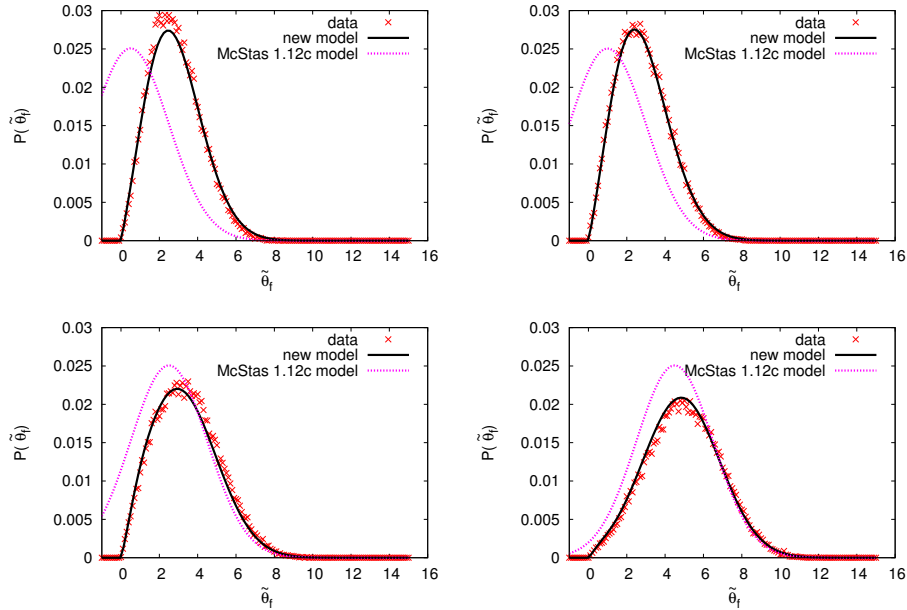 0.03
0.025
0.02
0.015
0.01
0.005
0
0 2 4 6 8 10 12 14 16
P( θ̃f)
θ̃f
data
new model
McStas 1.12c model
0.03
0.025
0.02
0.015
0.01
0.005
0
0 2 4 6 8 10 12 14 16
P( θ̃f)
θ̃f
data
new model
McStas 1.12c model
0.03
0.025
0.02
0.015
0.01
0.005
0
0 2 4 6 8 10 12 14 16
P( θ̃f)
θ̃f
data
new model
McStas 1.12c model
0.03
0.025
0.02
0.015
0.01
0.005
0
0 2 4 6 8 10 12 14 16
P( θ̃f)
θ̃f
data
new model
McStas 1.12c model